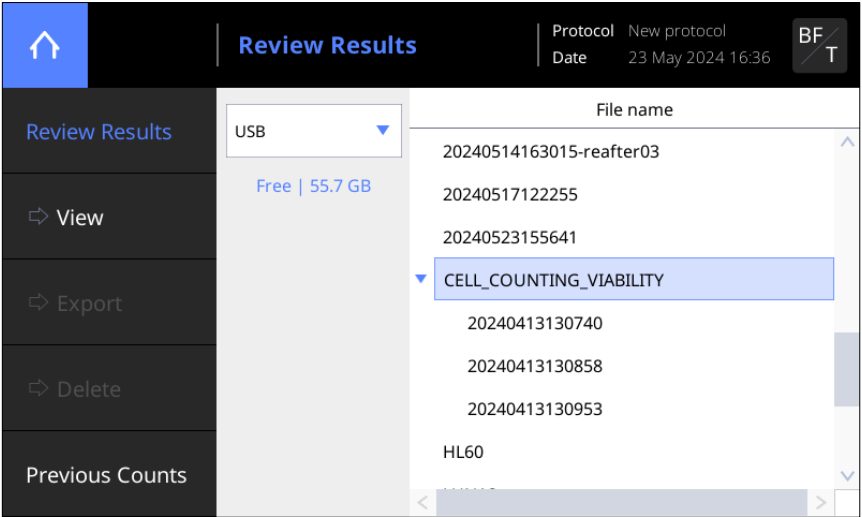 Review Results
Protocol New protocol
Date 23 May 2024 16:36
BF/T
Review Results
View
Export
Delete
Previous Counts
USB
Free | 55.7 GB
File name
20240514163015-reafter03
20240517122255
20240523155641
CELL_COUNTING_VIABILITY
20240413130740
20240413130858
20240413130953
HL60